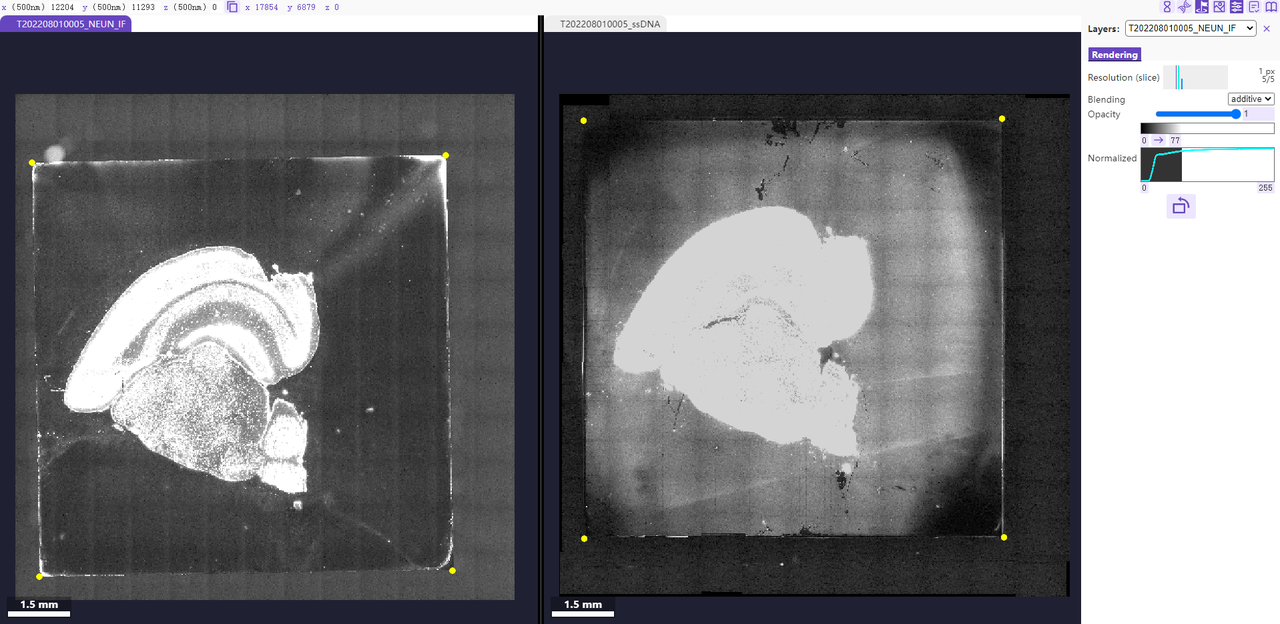 x (500nm) 12204 y (500nm) 11293 z (500nm) 0 x 17854 y 6879 z 0
T202208010005_NEUN_IF
T202208010005_ssDNA
1.5 mm
1.5 mm
Layers: T202208010005_NEUN_IF
Rendering
Resolution (slice) 1 px
5/5
Blending additive
Opacity 1
0 77
Normalized
0 255